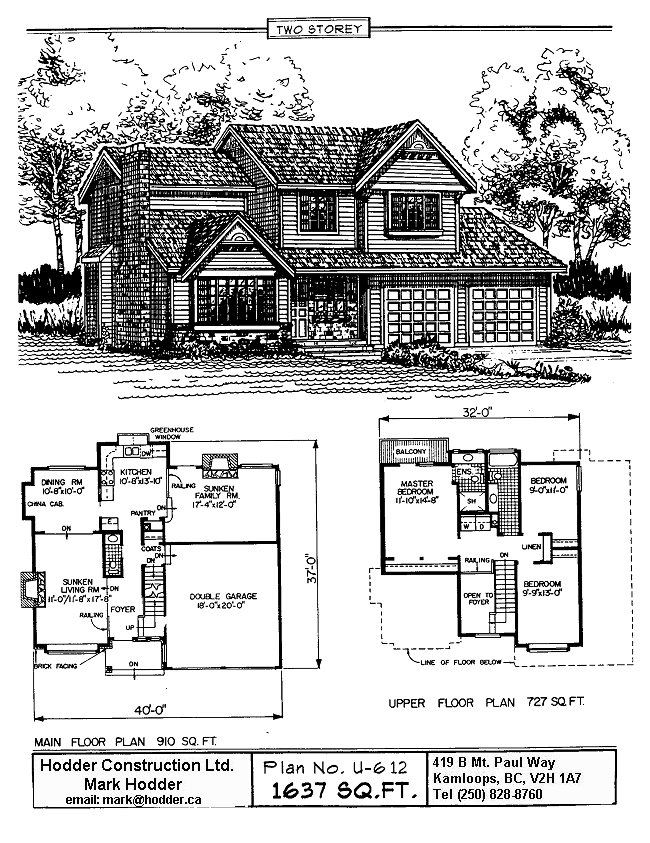 TWO STOREY
GREENHOUSE
WINDOW
DW
KITCHEN
10'-8"x13'-10"
DINING RM
10'-8"x10'-0"
CHINA CAB.
DN
RAILING
SUNKEN
FAMILY RM.
17'-4"x12'-0"
PANTRY
DN
F
COATS
DN
DN
SUNKEN
LIVING RM
11'-0"/11'-8"x17'-8"
DN
RAILING
FOYER
UP
DOUBLE GARAGE
18'-0"x20'-0"
BRICK FACING
DN
37'-0"
40'-0"
MAIN FLOOR PLAN 910 SQ. FT.
32'-0"
BALCONY
MASTER
BEDROOM
11'-10"x14'-8"
ENS.
SH
W D
BEDROOM
9'-0"x11'-0"
LINEN
RAILING
DN
OPEN TO
FOYER
BEDROOM
9'-9"x13'-0"
LINE OF FLOOR BELOW
UPPER FLOOR PLAN 727 SQ. FT.
Hodder Construction Ltd.
Mark Hodder
email: mark@hodder.ca
Plan No. U-612
1637 SQ.FT.
419 B Mt. Paul Way
Kamloops, BC, V2H 1A7
Tel (250) 828-8760